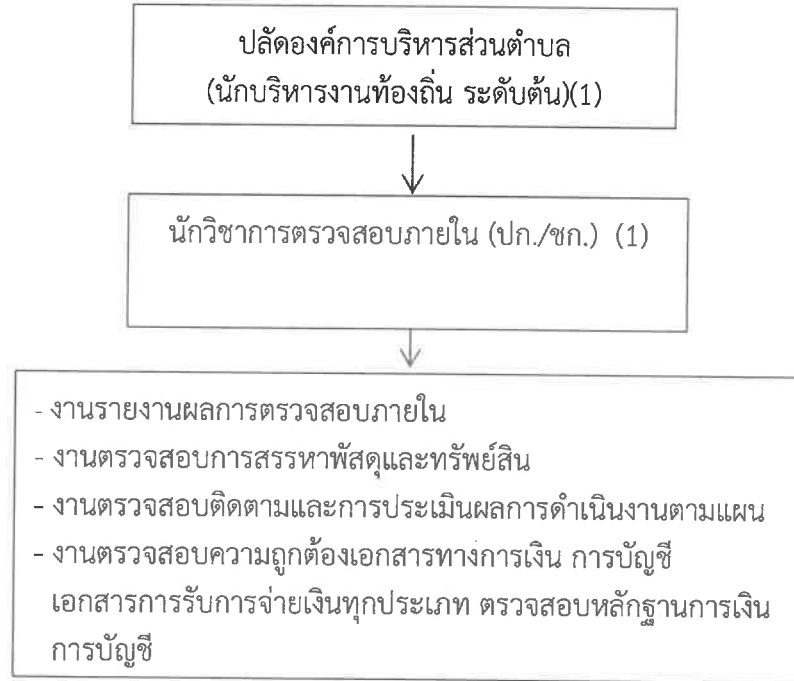 ปลัดองค์การบริหารส่วนตำบล
(นักบริหารงานท้องถิ่น ระดับต้น)(1)
นักวิชาการตรวจสอบภายใน (ปก./ชก.) (1)
- งานรายงานผลการตรวจสอบภายใน
- งานตรวจสอบการสรรหาพัสดุและทรัพย์สิน
- งานตรวจสอบติดตามและการประเมินผลการดำเนินงานตามแผน
- งานตรวจสอบความถูกต้องเอกสารทางการเงิน การบัญชี
เอกสารการรับการจ่ายเงินทุกประเภท ตรวจสอบหลักฐานการเงิน
การบัญชี